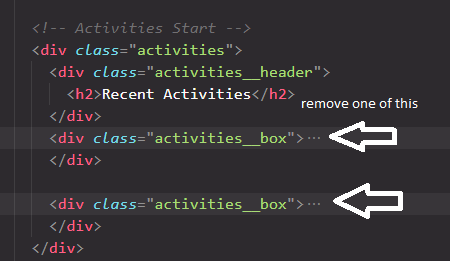 <!-- Activities Start -->
<div class="activities">
<div class="activities__header">
<h2>Recent Activities</h2>
remove one of this
</div>
<div class="activities__box">···
</div>
<div class="activities__box">···
</div>
</div>